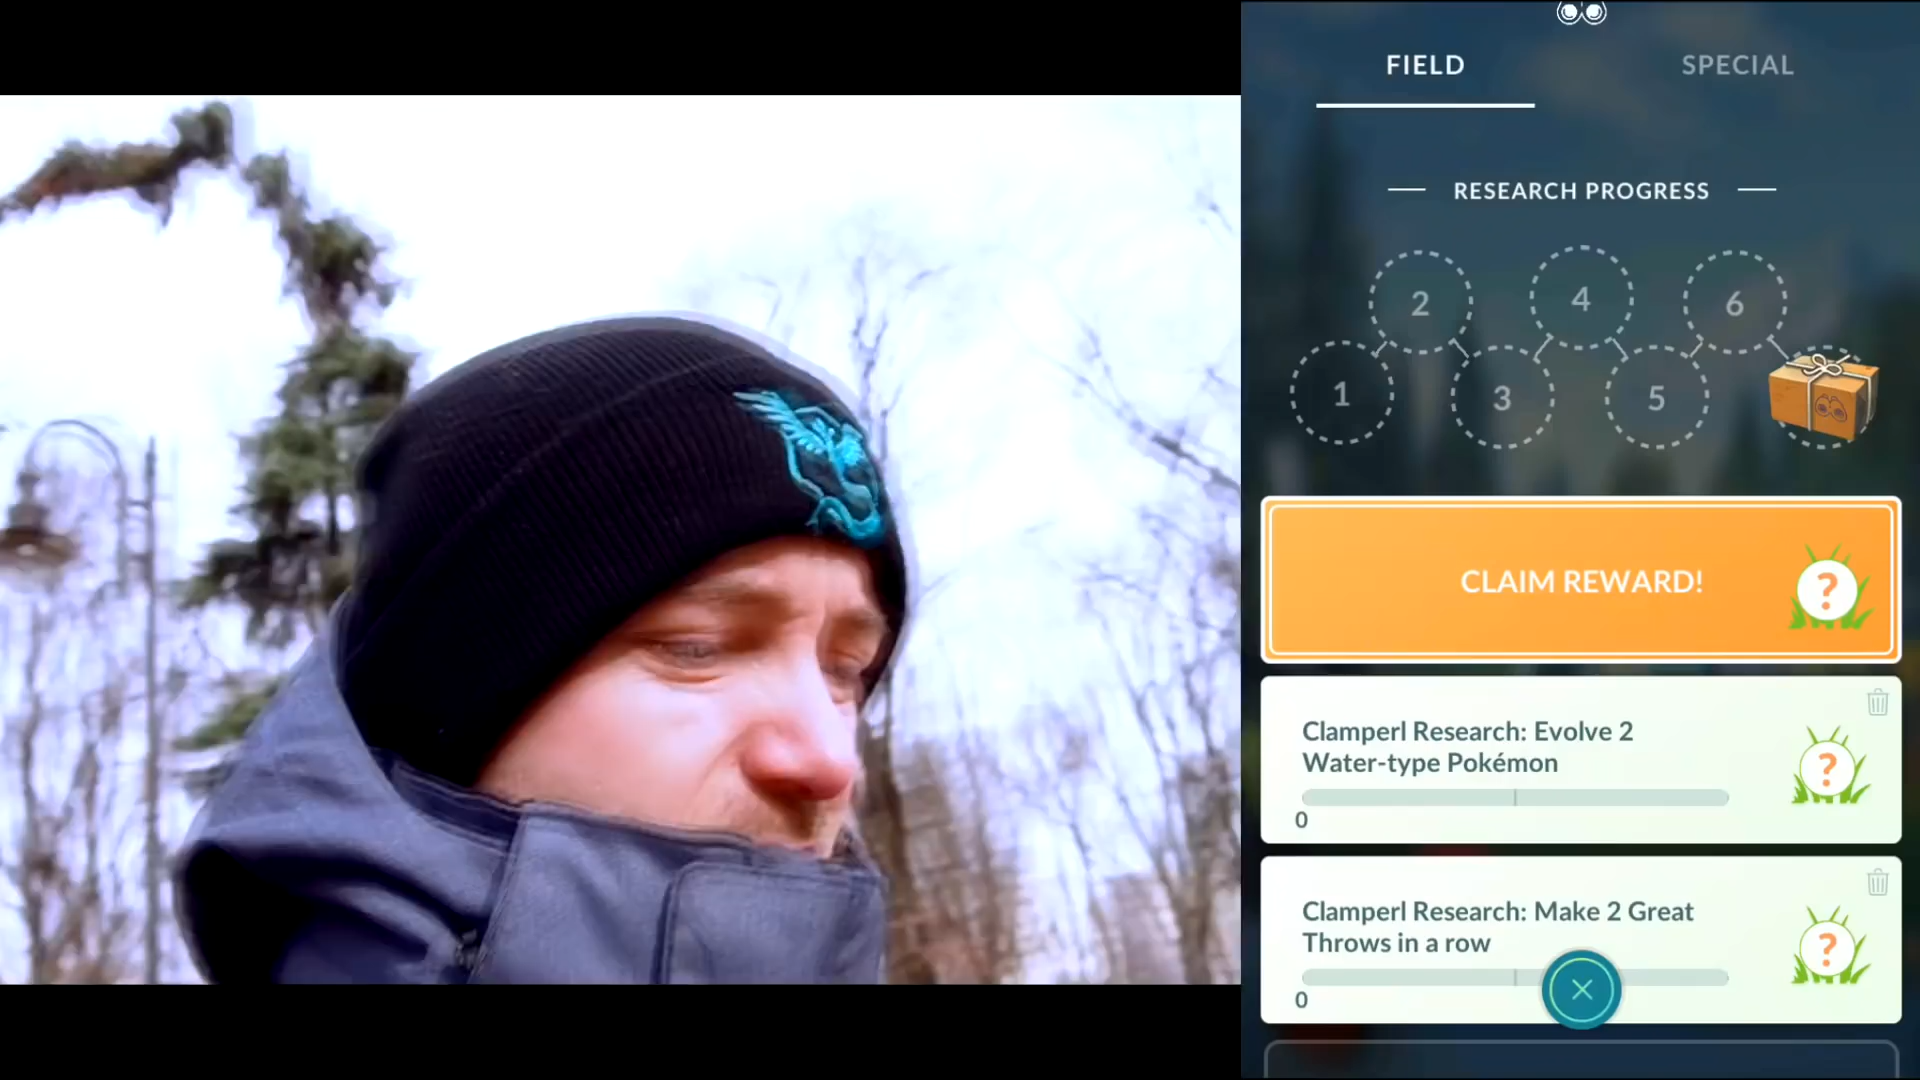 FIELD
SPECIAL
RESEARCH PROGRESS
2
4
6
1
3
5
CLAIM REWARD!
?
Clamperl Research: Evolve 2
Water-type Pokémon
?
0
Clamperl Research: Make 2 Great
Throws in a row
?
0